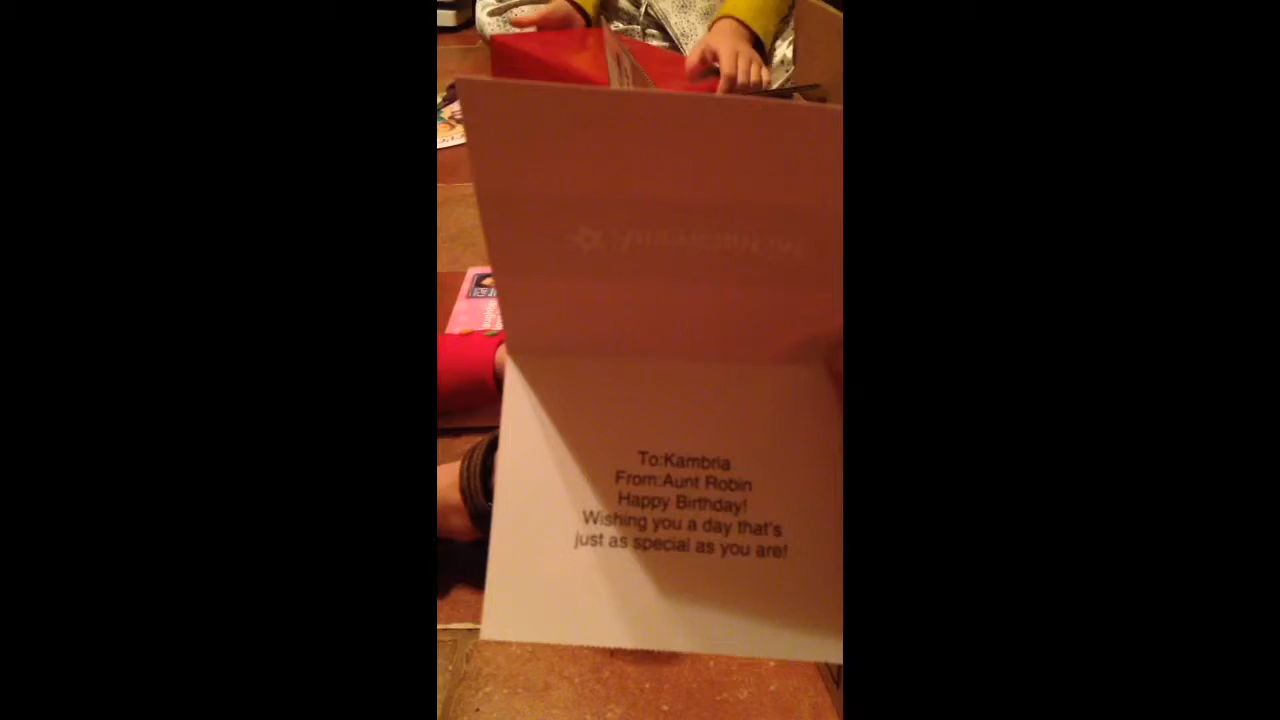 To:Kambria
From:Aunt Robin
Happy Birthday!
Wishing you a day that's
just as special as you are!